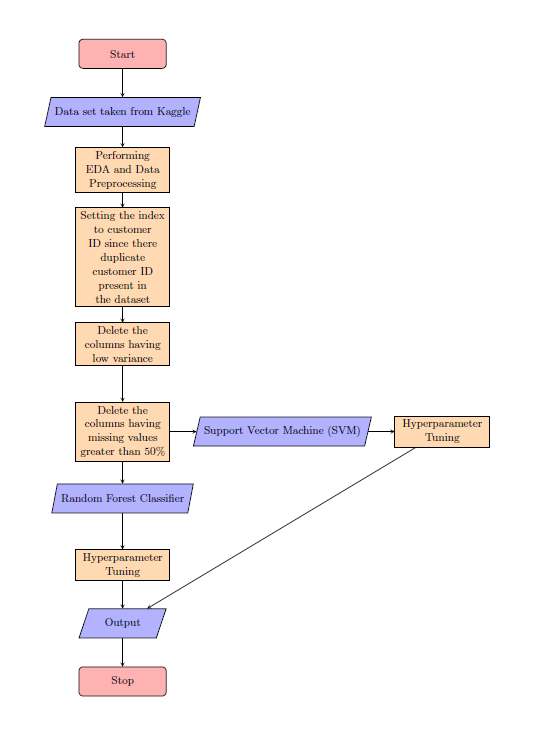 Start
Data set taken from Kaggle
Performing
EDA and Data
Preprocessing
Setting the index
to customer
ID since there
duplicate
customer ID
present in
the dataset
Delete the
columns having
low variance
Delete the
columns having
missing values
greater than 50%
Support Vector Machine (SVM)
Hyperparameter
Tuning
Random Forest Classifier
Hyperparameter
Tuning
Output
Stop